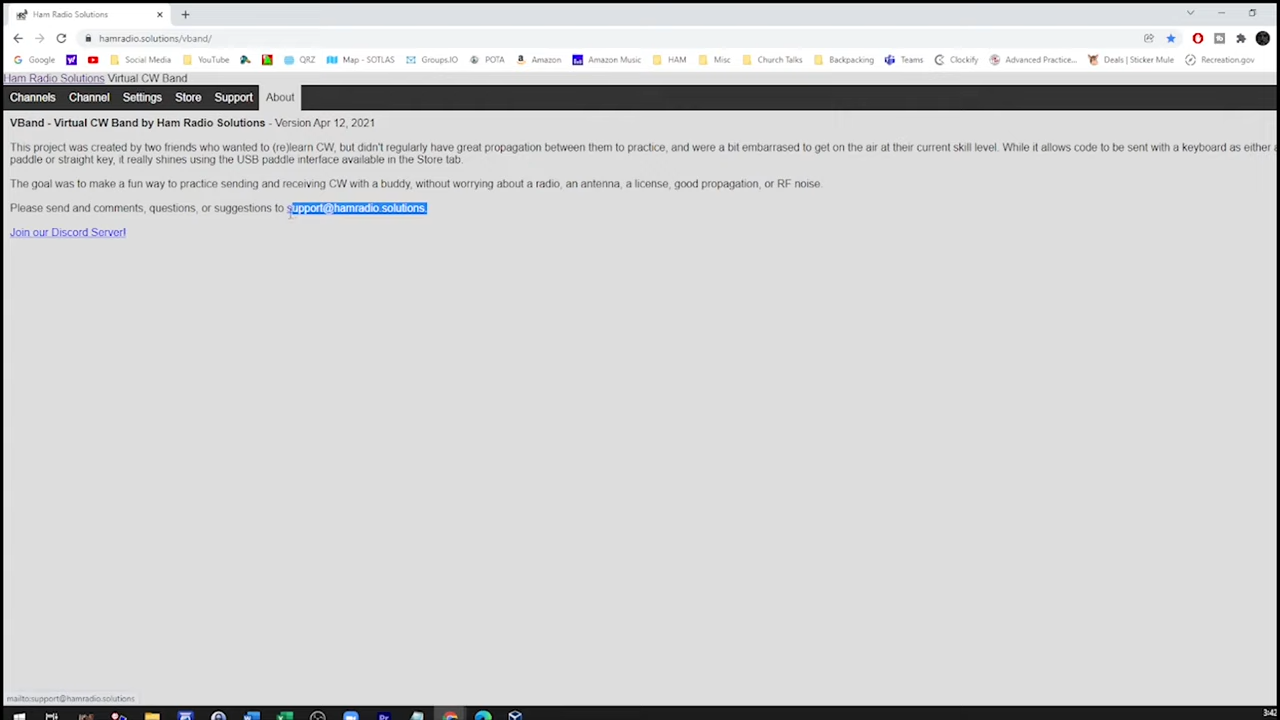 Ham Radio Solutions
hamradio.solutions/vband/
Google YouTube Social Media YouTube QRZ Map - SOTLAS Groups.IO POTA Amazon Amazon Music HAM Misc Church Talks Backpacking Teams Clockify Advanced Practice... Deals | Sticker Mule Recreation.gov
Ham Radio Solutions Virtual CW Band
Channels Channel Settings Store Support About
VBand - Virtual CW Band by Ham Radio Solutions - Version Apr 12, 2021
This project was created by two friends who wanted to (re)learn CW, but didn't regularly have great propagation between them to practice, and were a bit embarrased to get on the air at their current skill level. While it allows code to be sent with a keyboard as either a
paddle or straight key, it really shines using the USB paddle interface available in the Store tab.
The goal was to make a fun way to practice sending and receiving CW with a buddy, without worrying about a radio, an antenna, a license, good propagation, or RF noise.
Please send and comments, questions, or suggestions to support@hamradio.solutions.
Join our Discord Server!
mailto:support@hamradio.solutions
3:42